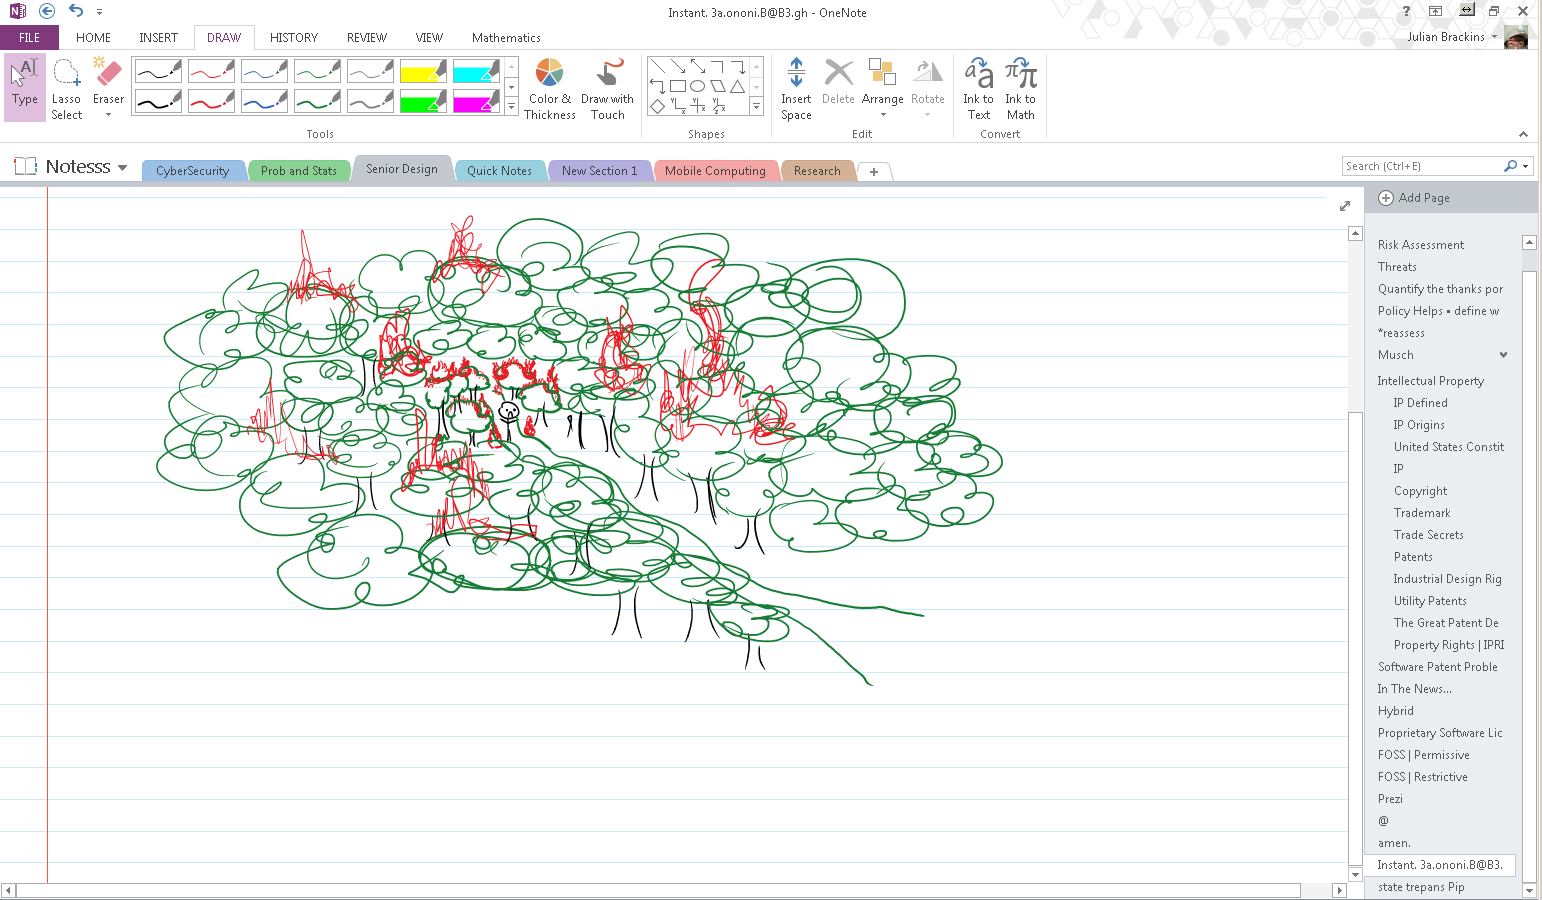 Instant. 3a.ononi.B@B3.gh - OneNote
?
FILE HOME INSERT DRAW HISTORY REVIEW VIEW Mathematics
Julian Brackins
Type
Lasso Select
Eraser
Color & Thickness
Draw with Touch
Insert Space
Delete
Arrange
Rotate
Ink to Text
Ink to Math
Tools
Shapes
Edit
Convert
Notesss
CyberSecurity
Prob and Stats
Senior Design
Quick Notes
New Section 1
Mobile Computing
Research
Search (Ctrl+E)
Add Page
Risk Assessment
Threats
Quantify the thanks por
Policy Helps • define w
*reassess
Musch
Intellectual Property
IP Defined
IP Origins
United States Constit
IP
Copyright
Trademark
Trade Secrets
Patents
Industrial Design Rig
Utility Patents
The Great Patent De
Property Rights | IPRI
Software Patent Proble
In The News...
Hybrid
Proprietary Software Lic
FOSS | Permissive
FOSS | Restrictive
Prezi
@
amen.
Instant. 3a.ononi.B@B3.
state trepans Pip